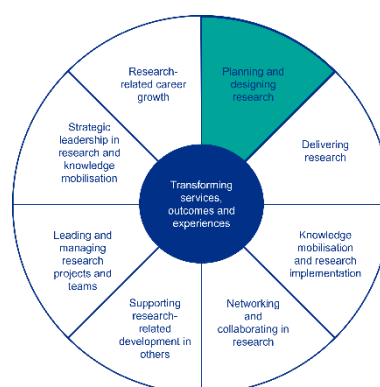 Planning and
designing
research
Delivering
research
Knowledge
mobilisation
and research
implementation
Networking
and
collaborating in
research
Supporting
research-
related
development in
others
Leading and
managing
research
projects and
teams
Strategic
leadership in
research and
knowledge
mobilisation
Research-
related career
growth
Transforming
services,
outcomes and
experiences